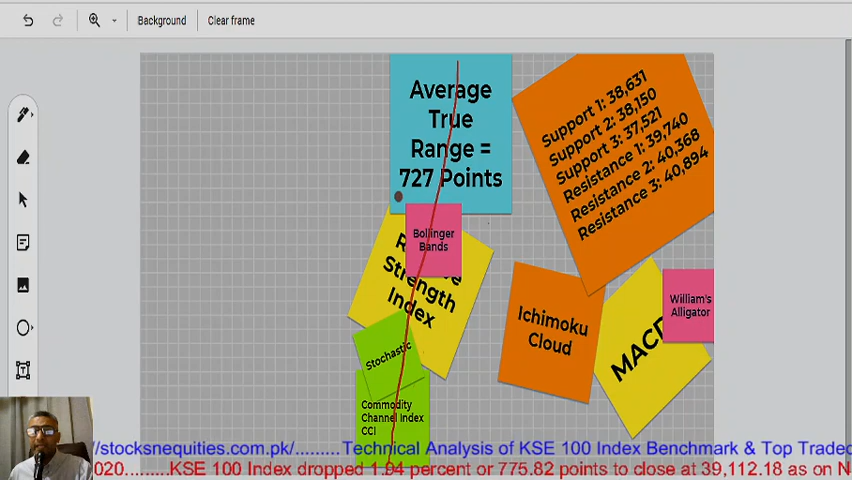 Background
Clear frame
Average
True
Range =
727 Points
Support 1: 38,631
Support 2: 38,150
Support 3: 37,521
Resistance 1: 39,740
Resistance 2: 40,368
Resistance 3: 40,894
Bollinger
Bands
Strength
Index
Stochastic
Commodity
Channel Index
CCI
Ichimoku
Cloud
MACD
William's
Alligator
//stocksnequities.com.pk/.........Technical Analysis of KSE 100 Index Benchmark & Top Traded
020.........KSE 100 Index dropped 1.94 percent or 775.82 points to close at 39,112.18 as on N